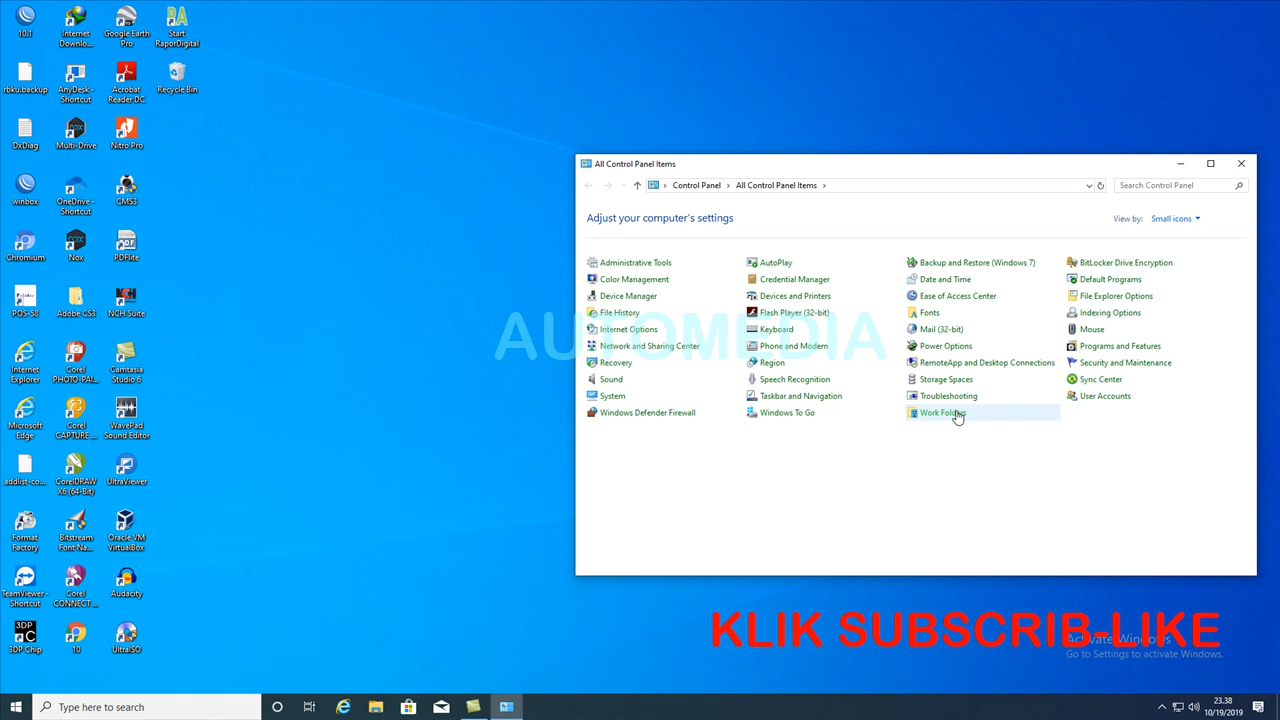 10.1
Internet
Downlo...
Google Earth
Pro
Start
RaporDigital
rbku.backup
AnyDesk -
Shortcut
Acrobat
Reader DC
Recycle Bin
DxDiag
Multi-Drive
Nitro Pro
winbox
OneDrive -
Shortcut
GMS3
Chromium
Nox
PDFlite
POS-58
Adobe CS3
NCH Suite
Internet
Explorer
Corel
PHOTO-PAI...
Camtasia
Studio 6
Microsoft
Edge
Corel
CAPTURE ...
WavePad
Sound Editor
addlist-co...
CorelDRAW
X6 (64-Bit)
UltraViewer
Format
Factory
Bitstream
Font Na...
Oracle VM
VirtualBox
TeamViewer -
Shortcut
Corel
CONNECT ...
Audacity
3DP Chip
10
UltraISO
All Control Panel Items
Control Panel > All Control Panel Items >
Search Control Panel
Adjust your computer's settings
View by: Small icons
Administrative Tools
AutoPlay
Backup and Restore (Windows 7)
BitLocker Drive Encryption
Color Management
Credential Manager
Date and Time
Default Programs
Device Manager
Devices and Printers
Ease of Access Center
File Explorer Options
File History
Flash Player (32-bit)
Fonts
Indexing Options
Internet Options
Keyboard
Mail (32-bit)
Mouse
Network and Sharing Center
Phone and Modem
Power Options
Programs and Features
Recovery
Region
RemoteApp and Desktop Connections
Security and Maintenance
Sound
Speech Recognition
Storage Spaces
Sync Center
System
Taskbar and Navigation
Troubleshooting
User Accounts
Windows Defender Firewall
Windows To Go
Work Folders
AUTOMEDIA
KLIK SUBSCRIB-LIKE
Activate Windows
Go to Settings to activate Windows.
Type here to search
23.38
10/19/2019